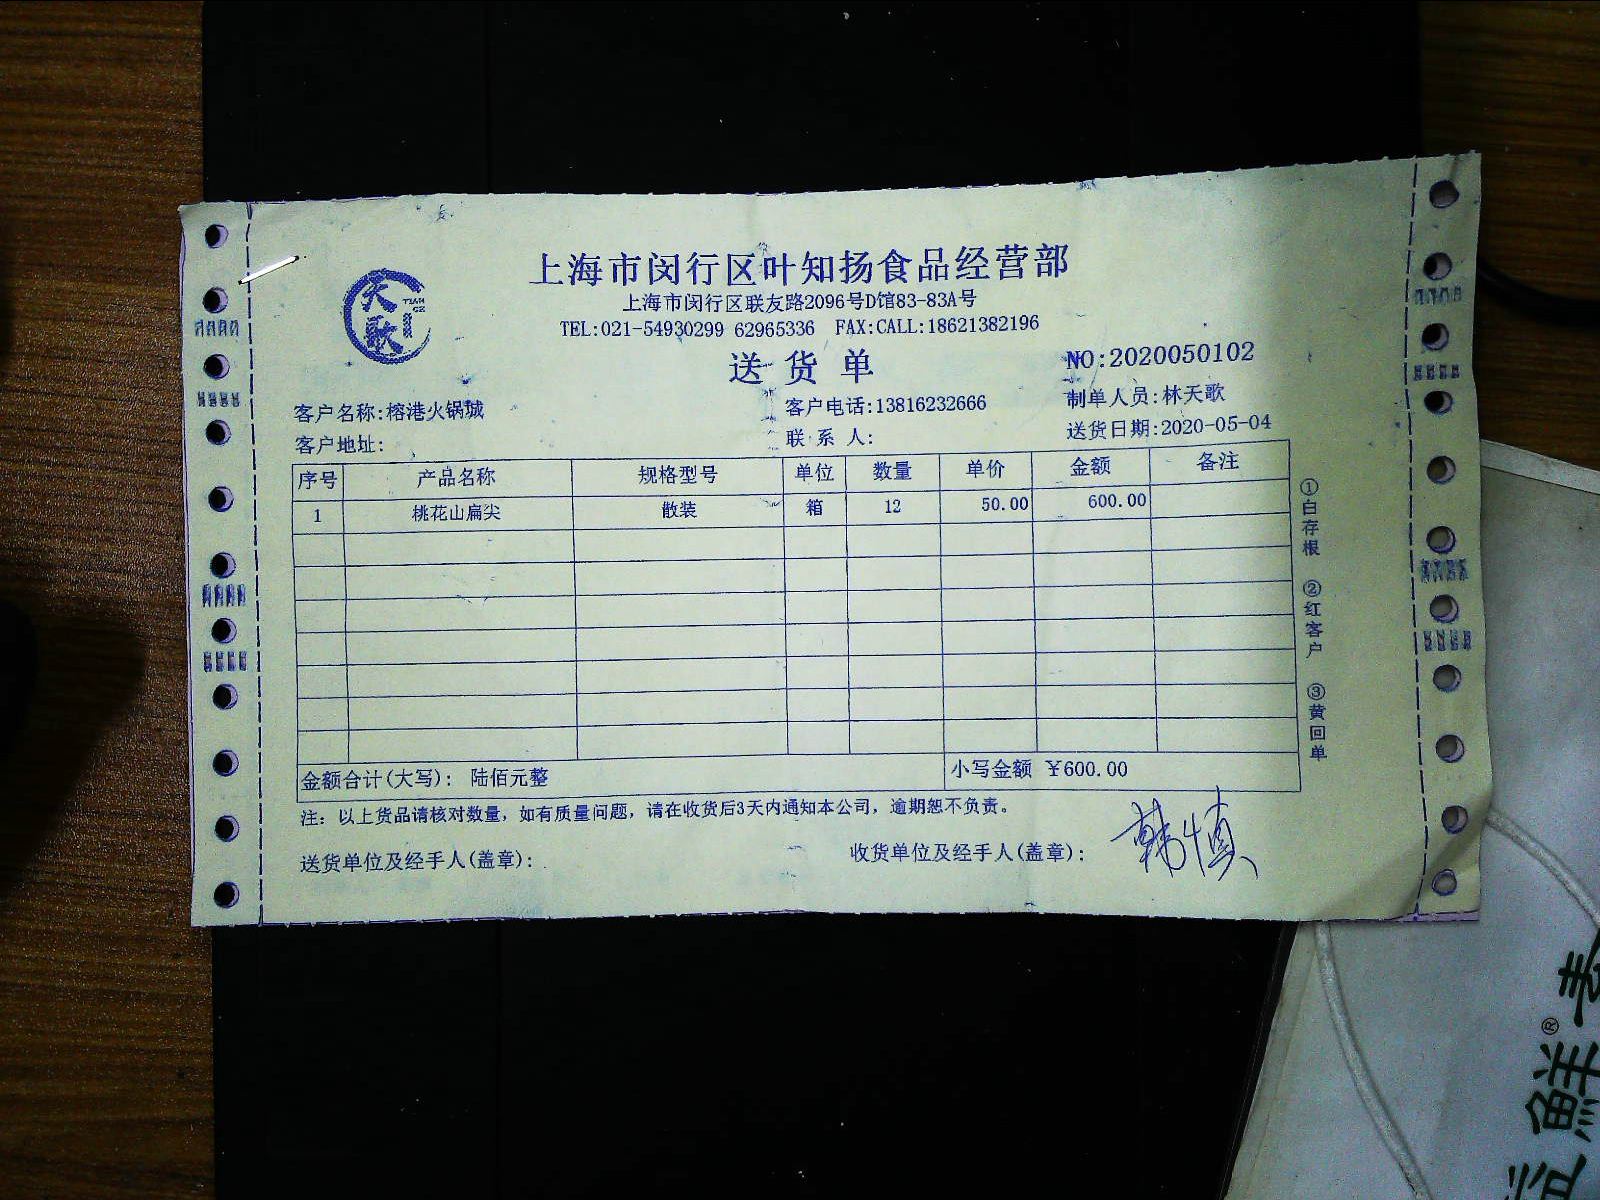 上海市闵行区叶知扬食品经营部
上海市闵行区联友路2096号D馆83-83A号
TEL:021-54930299 62965336 FAX:CALL:18621382196
天歌
送货单
NO:2020050102
客户名称:榕港火锅城 客户电话:13816232666 制单人员:林天歌
客户地址: 联系人: 送货日期:2020-05-04
序号 产品名称 规格型号 单位 数量 单价 金额 备注
1 桃花山扁尖 散装 箱 12 50.00 600.00
金额合计(大写): 陆佰元整 小写金额 ¥600.00
注: 以上货品请核对数量, 如有质量问题, 请在收货后3天内通知本公司, 逾期恕不负责。
送货单位及经手人(盖章): 收货单位及经手人(盖章): 韩慎
①白存根 ②红客户 ③黄回单
鲜®